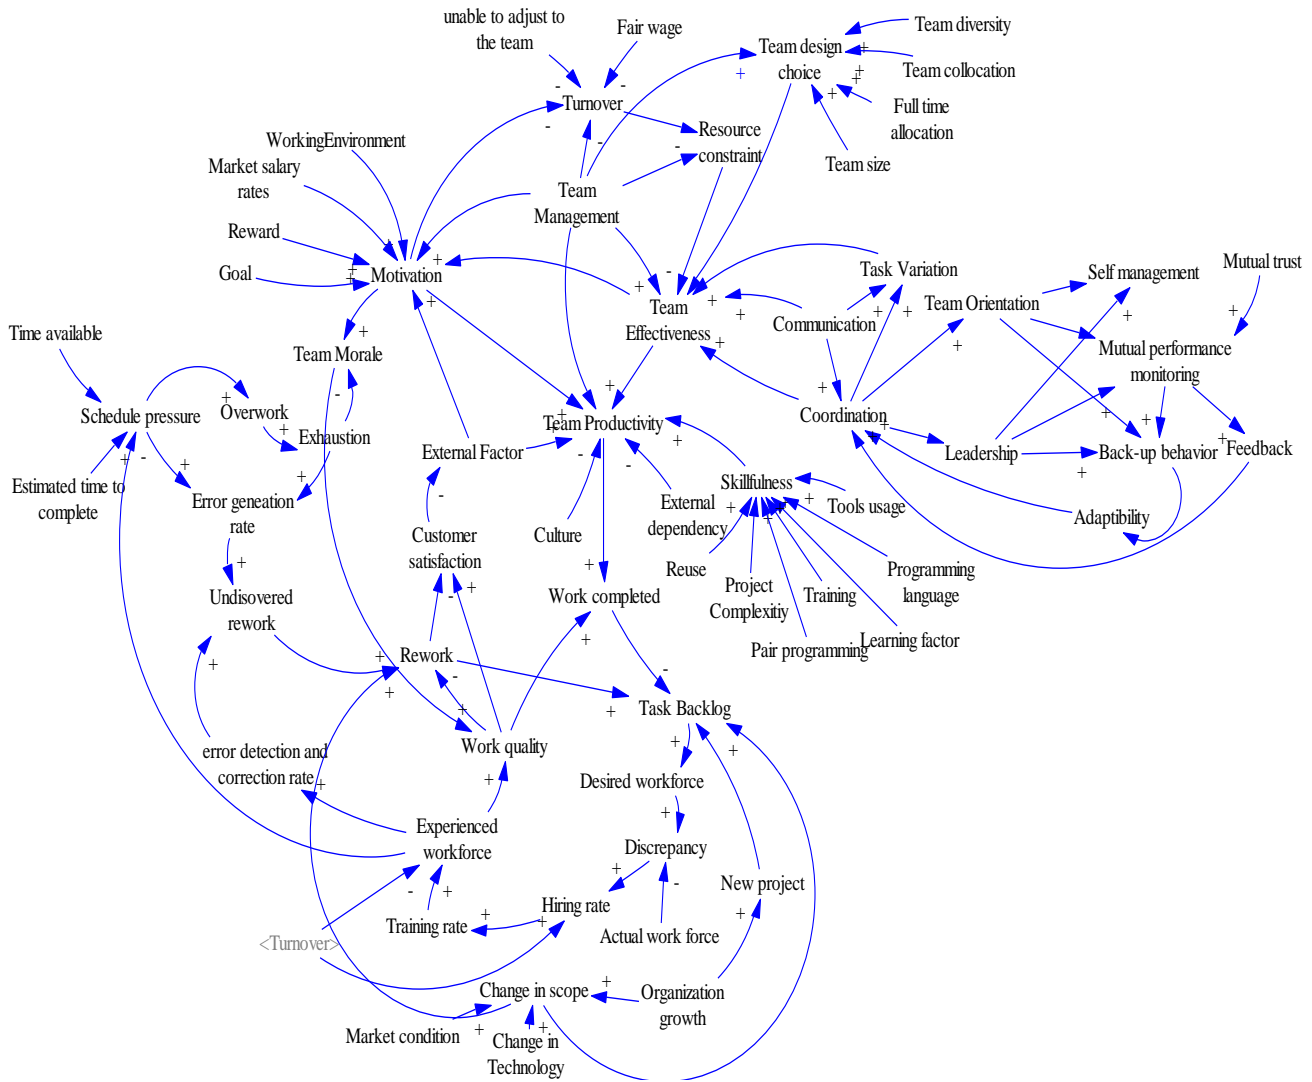 unable to adjust to
the team
Fair wage
Team design
choice
Team diversity
Team collocation
Full time
allocation
Team size
Turnover
Resource
constraint
WorkingEnvironment
Market salary
rates
Reward
Goal
Motivation
Team
Management
Task Variation
Self management
Mutual trust
Team Orientation
Team
Effectiveness
Communication
Time available
Team Morale
Mutual performance
monitoring
Schedule pressure
Overwork
Exhaustion
Team Productivity
Coordination
External Factor
Leadership
Back-up behavior
Feedback
Estimated time to
complete
Error geneation
rate
Skillfulness
External
dependency
Tools usage
Adaptibility
Culture
Customer
satisfaction
Reuse
Project
Complexitiy
Training
Programming
language
Undisovered
rework
Work completed
Pair programming
Learning factor
Rework
Task Backlog
Work quality
error detection and
correction rate
Desired workforce
Experienced
workforce
Discrepancy
New project
Training rate
Hiring rate
Actual work force
<Turnover>
Change in scope
Organization
growth
Market condition
Change in
Technology